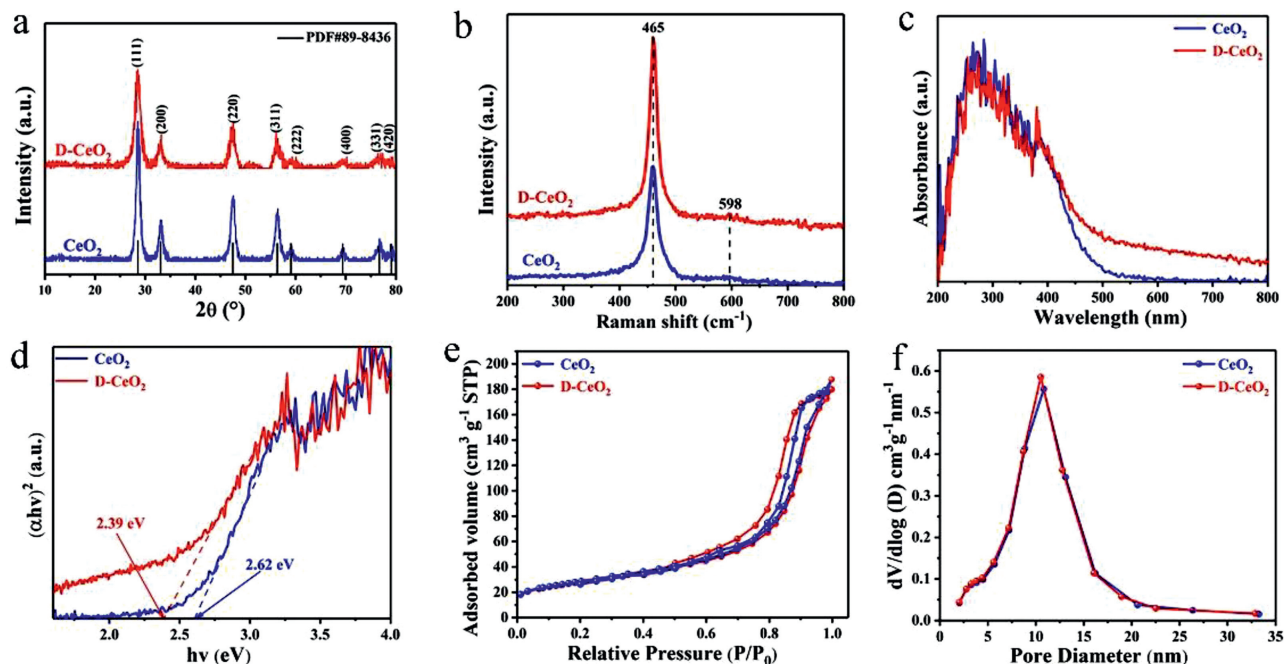 a
PDF#89-8436
(111)
(200)
(220)
(311)
(222)
(400)
(331)
(420)
D-CeO₂
CeO₂
Intensity (a.u.)
10 20 30 40 50 60 70 80
2θ (°)
b
465
598
D-CeO₂
CeO₂
Intensity (a.u.)
200 300 400 500 600 700 800
Raman shift (cm⁻¹)
c
CeO₂
D-CeO₂
Absorbance (a.u.)
200 300 400 500 600 700 800
Wavelength (nm)
d
CeO₂
D-CeO₂
(αhv)² (a.u.)
2.39 eV
2.62 eV
2.0 2.5 3.0 3.5 4.0
hv (eV)
e
CeO₂
D-CeO₂
Adsorbed volume (cm³ g⁻¹ STP)
200
180
160
140
120
100
80
60
40
20
0
0.0 0.2 0.4 0.6 0.8 1.0
Relative Pressure (P/P₀)
f
CeO₂
D-CeO₂
dV/dlog (D) cm³g⁻¹nm⁻¹
0.6
0.5
0.4
0.3
0.2
0.1
0.0
0 5 10 15 20 25 30 35
Pore Diameter (nm)